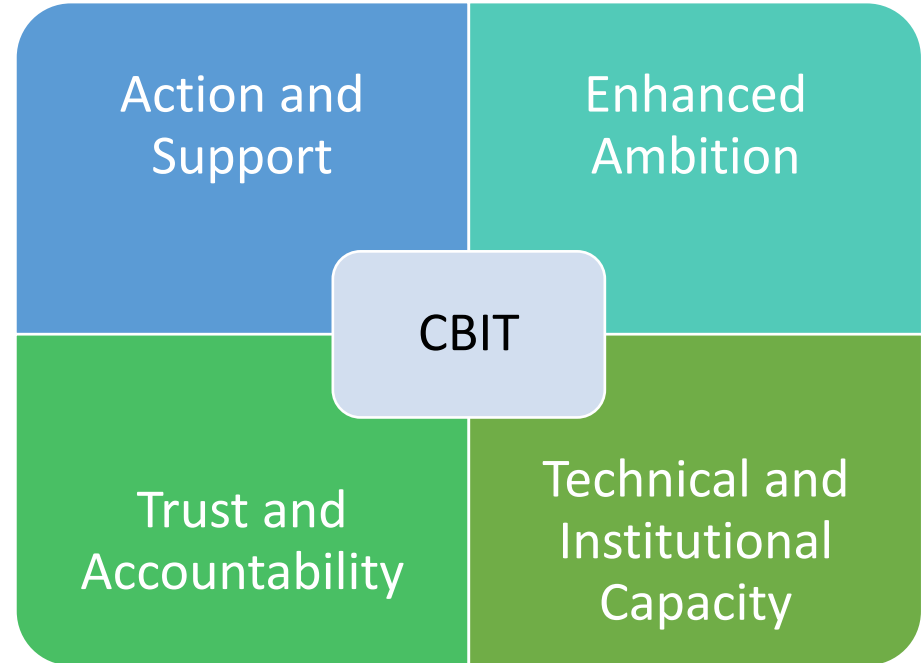 Action and
Support
Enhanced
Ambition
CBIT
Trust and
Accountability
Technical and
Institutional
Capacity